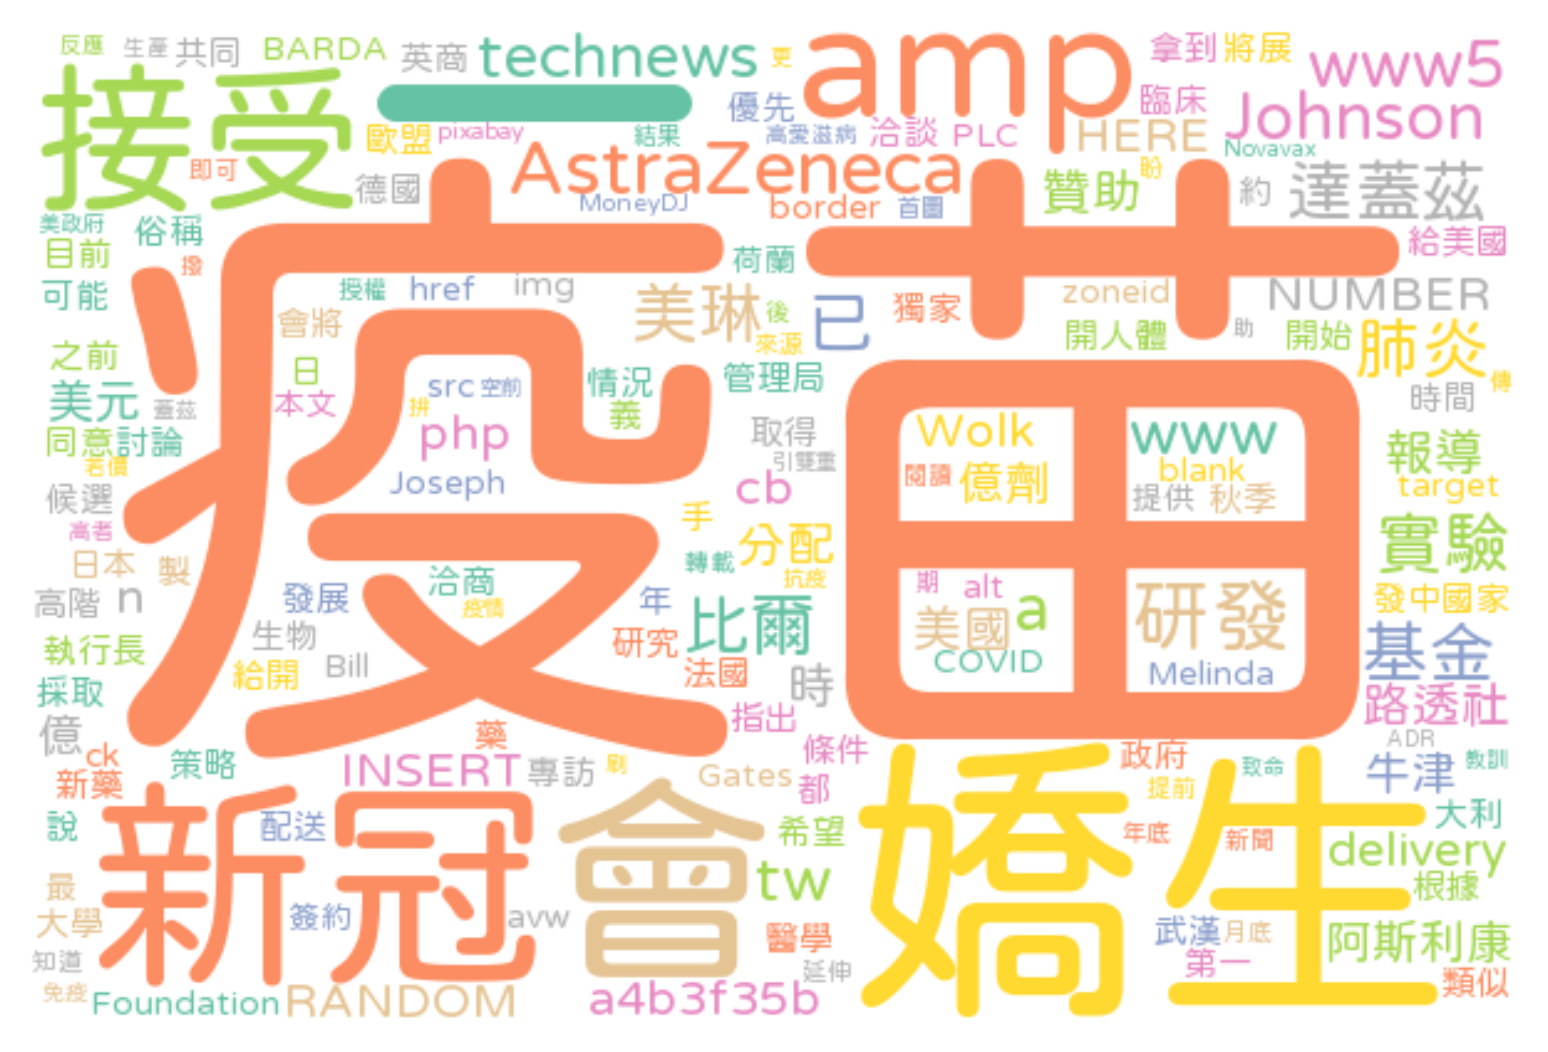 反應
生產
共同
BARDA
英商
technews
更
amp
拿到
將展
www5
接受
一
優先
臨床
Johnson
歐盟
pixabay
結果
高愛滋病
洽談
PLC
HERE
Novavax
即可
德國
AstraZeneca
MoneyDJ
border
首圖
贊助
盼
約
達蓋茲
美政府
俗稱
目前
撥
荷蘭
給美國
疫苗
可能
授權
href
img
美琳
後
已
獨家
zoneid
NUMBER
會將
來源
開人體
助
開始
肺炎
之前
日
src
空前
情況
管理局
傳
美元
蓋茲
本文
拼
義
時間
php
取得
Wolk
www
同意
討論
若價
引雙重
報導
候選
Joseph
cb
閱讀
億劑
blank
提供
秋季
target
高者
手
分配
實驗
日本
製
洽商
轉載
抗疫
高階
n
發展
疫情
年
期
alt
研發
發中國家
生物
比爾
美國
a
執行長
給開
Bill
研究
法國
COVID
Melinda
基金
採取
時
路透社
億
指出
藥
ck
策略
INSERT
專訪
刷
Gates
條件
政府
ADR
牛津
教訓
新藥
都
提前
致命
說
新冠
配送
會
希望
嬌生
年底
新聞
大利
delivery
最
tw
根據
大學
簽約
avw
醫學
武漢
月底
阿斯利康
知道
延伸
第一
類似
免疫
Foundation
RANDOM
a4b3f35b